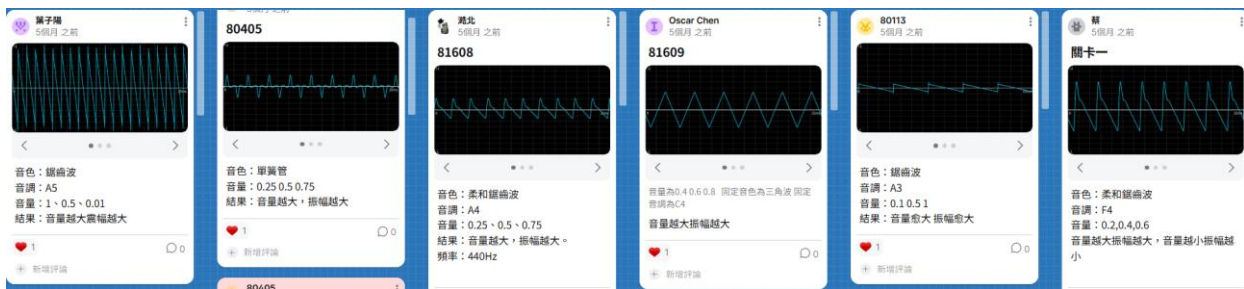 葉子陽
5個月 之前
音色：鋸齒波
音調：A5
音量：1、0.5、0.01
結果：音量越大震幅越大
1
0
新增評論
80405
音色：單簧管
音量：0.25 0.5 0.75
結果：音量越大，振幅越大
1
0
新增評論
80405
澔北
5個月 之前
81608
音色：柔和鋸齒波
音調：A4
音量：0.25、0.5、0.75
結果：音量越大，振幅越大。
頻率：440Hz
Oscar Chen
5個月 之前
81609
音量為0.4 0.6 0.8 固定音色為三角波 固定
音調為C4
音量越大振幅越大
1
0
新增評論
80113
5個月 之前
音色：鋸齒波
音調：A3
音量：0.1 0.5 1
結果：音量愈大 振幅愈大
1
0
新增評論
蔡
5個月 之前
關卡一
音色：柔和鋸齒波
音調：F4
音量：0.2,0.4,0.6
音量越大振幅越大，音量越小振幅越
小